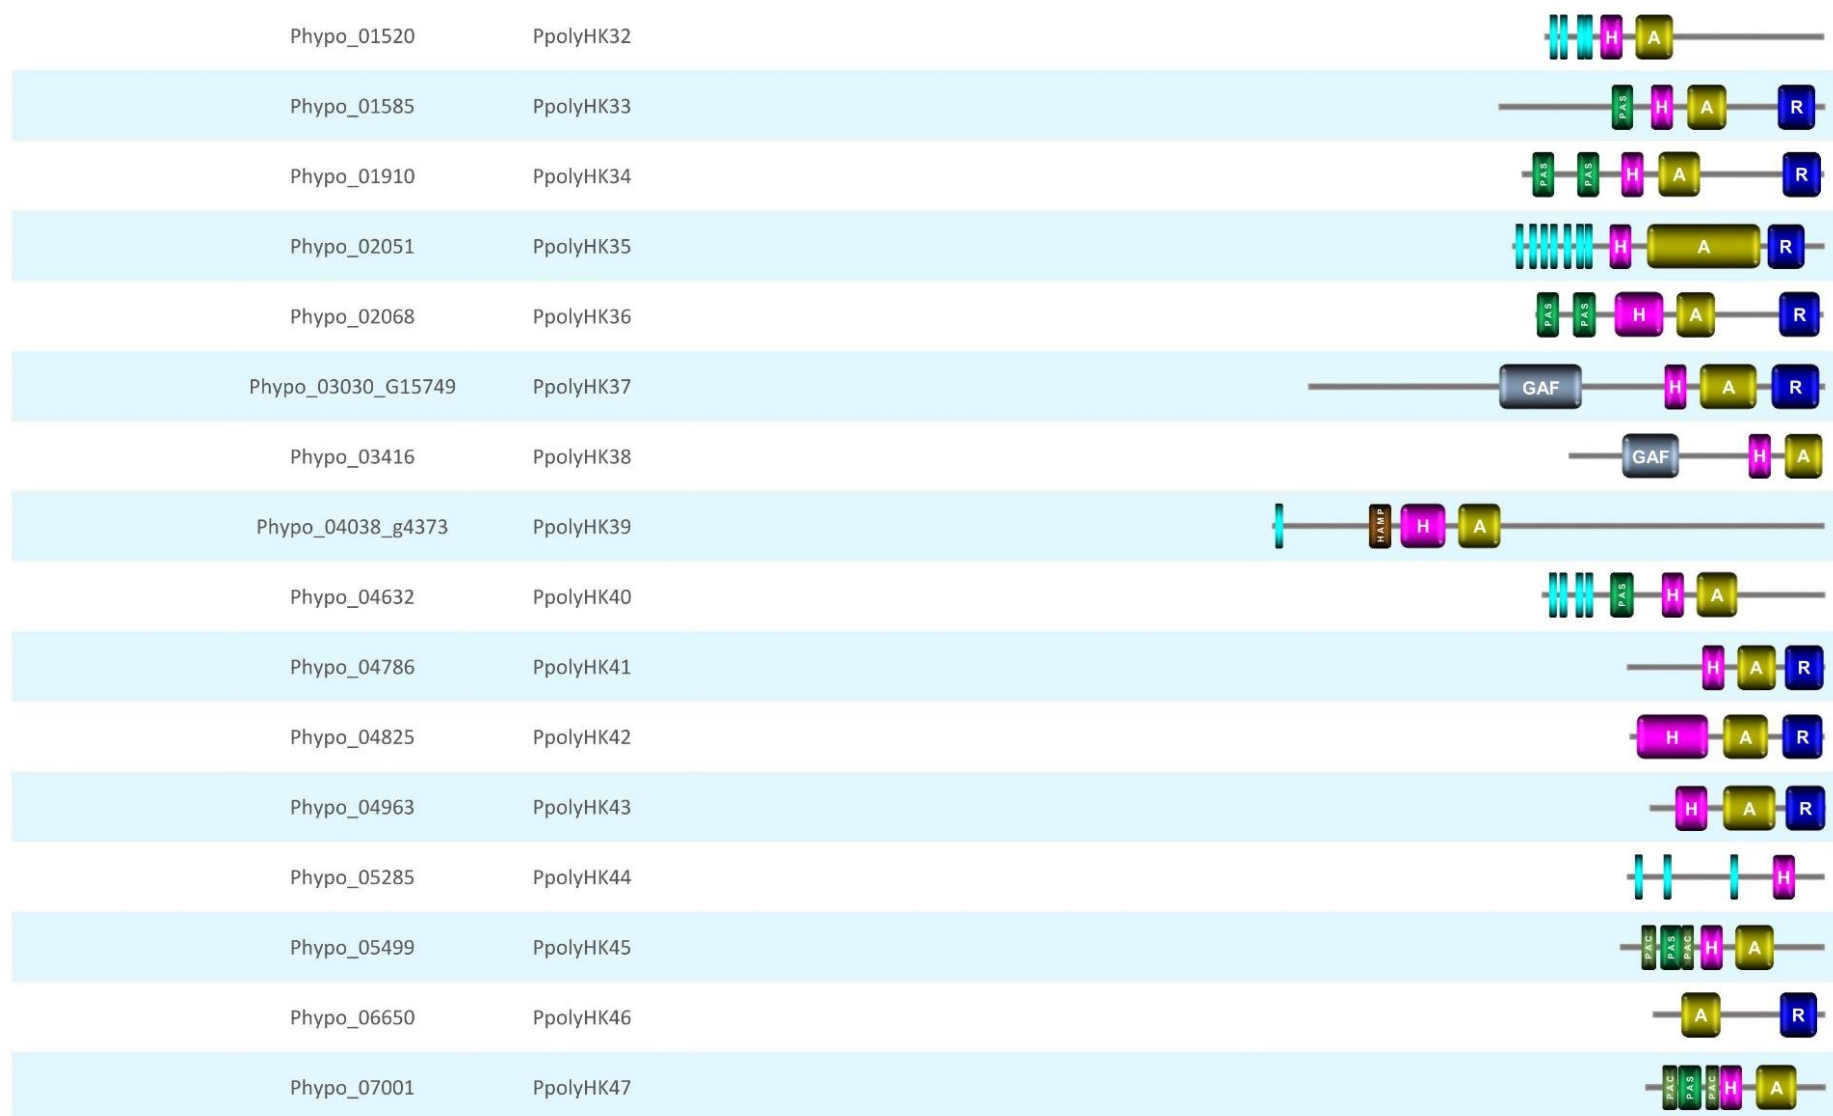 Phypo_01520 PpolyHK32 H A
Phypo_01585 PpolyHK33 PAS H A R
Phypo_01910 PpolyHK34 PAS PAS H A R
Phypo_02051 PpolyHK35 H A R
Phypo_02068 PpolyHK36 PAS PAS H A R
Phypo_03030_G15749 PpolyHK37 GAF H A R
Phypo_03416 PpolyHK38 GAF H A
Phypo_04038_g4373 PpolyHK39 HAMP H A
Phypo_04632 PpolyHK40 PAS H A
Phypo_04786 PpolyHK41 H A R
Phypo_04825 PpolyHK42 H A R
Phypo_04963 PpolyHK43 H A R
Phypo_05285 PpolyHK44 H
Phypo_05499 PpolyHK45 PAC PAS PAC H A
Phypo_06650 PpolyHK46 A R
Phypo_07001 PpolyHK47 PAC PAS PAC H A